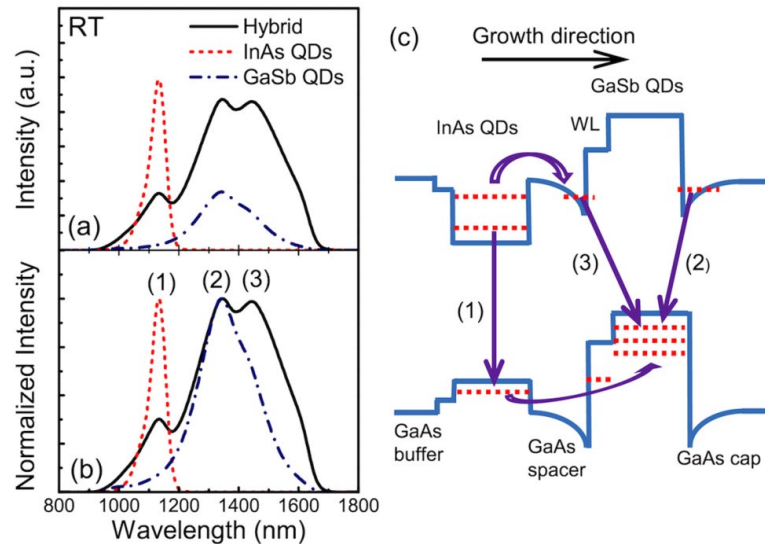 RT
Hybrid
InAs QDs
GaSb QDs
Intensity (a.u.)
(a)
(b)
(1)
(2)
(3)
Normalized Intensity
800
1000
1200
1400
1600
1800
Wavelength (nm)
(c)
Growth direction
GaSb QDs
InAs QDs
WL
(1)
(3)
(2)
GaAs
buffer
GaAs
spacer
GaAs cap